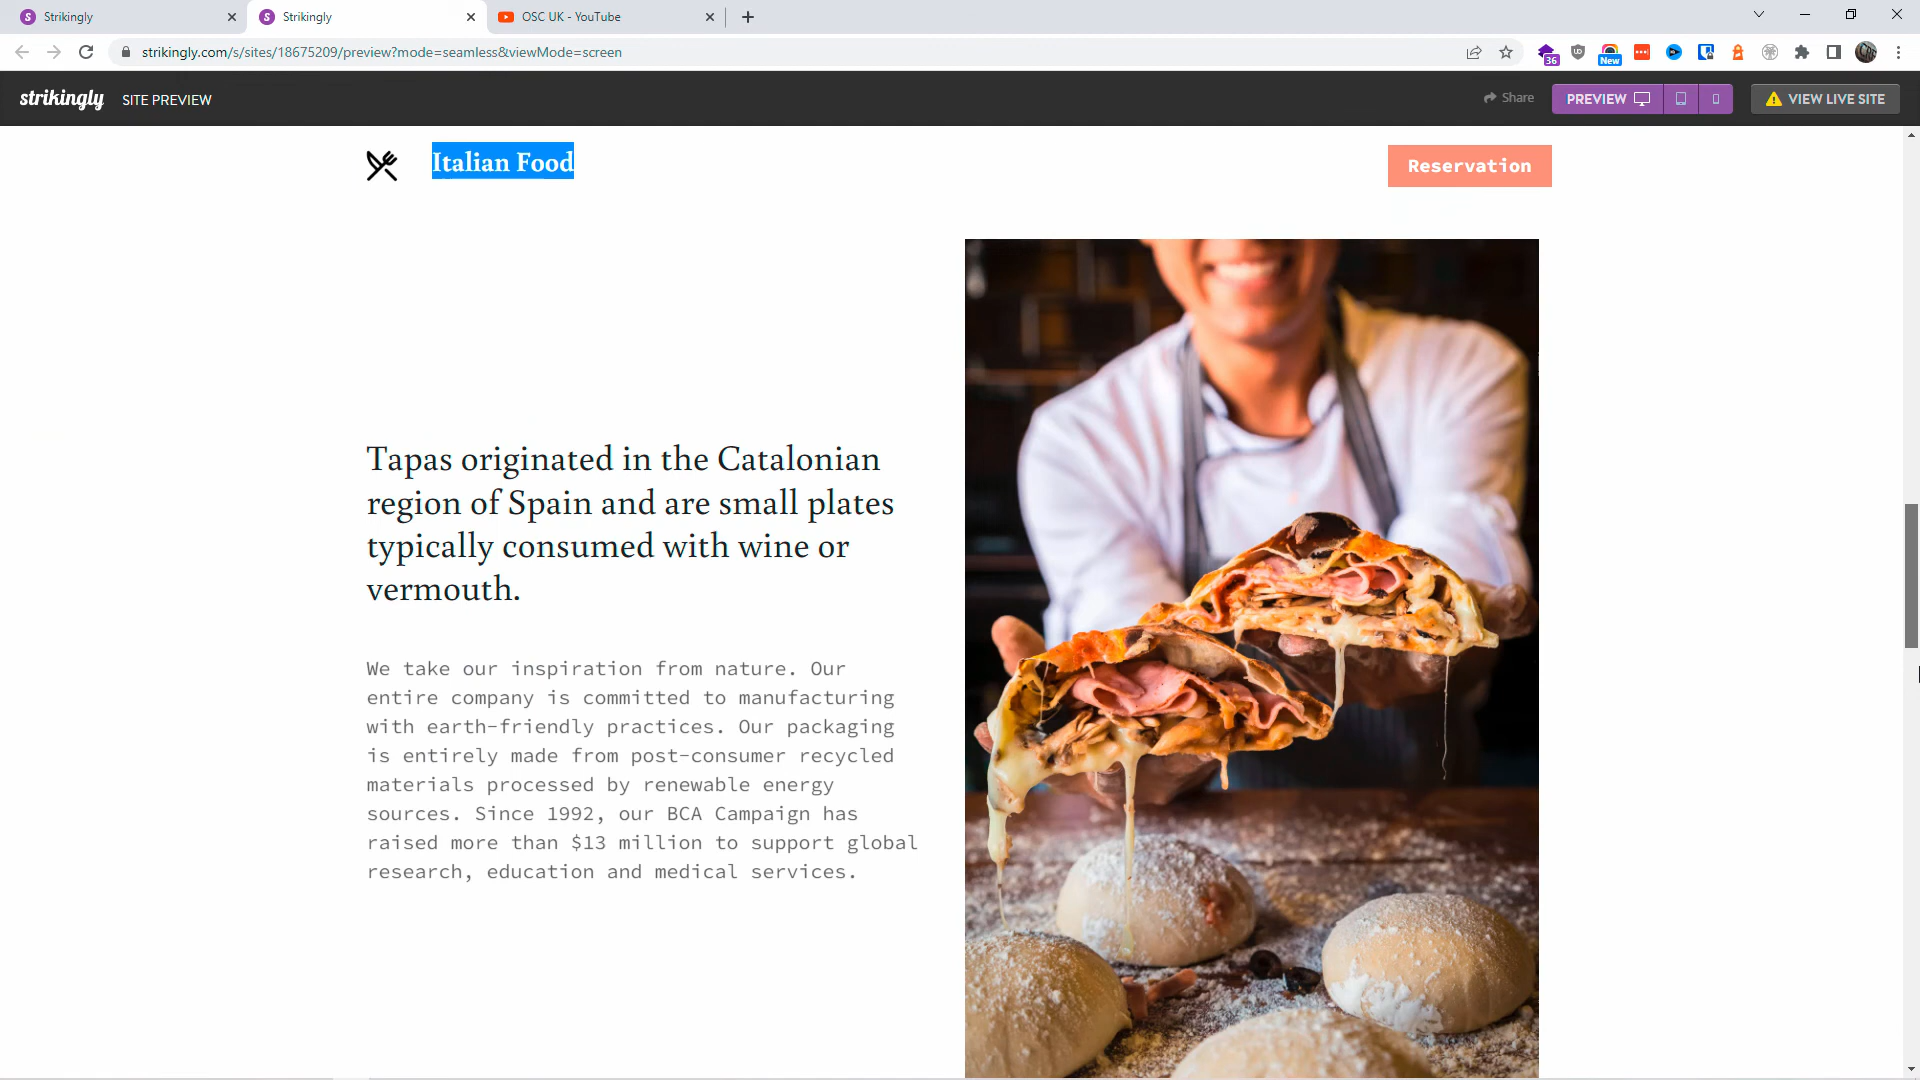 Strikingly
Strikingly
OSC UK - YouTube
strikingly.com/s/sites/18675209/preview?mode=seamless&viewMode=screen
36
New
strikingly
SITE PREVIEW
Share
PREVIEW
VIEW LIVE SITE
Italian Food
Reservation
Tapas originated in the Catalonian
region of Spain and are small plates
typically consumed with wine or
vermouth.
We take our inspiration from nature. Our
entire company is committed to manufacturing
with earth-friendly practices. Our packaging
is entirely made from post-consumer recycled
materials processed by renewable energy
sources. Since 1992, our BCA Campaign has
raised more than $13 million to support global
research, education and medical services.